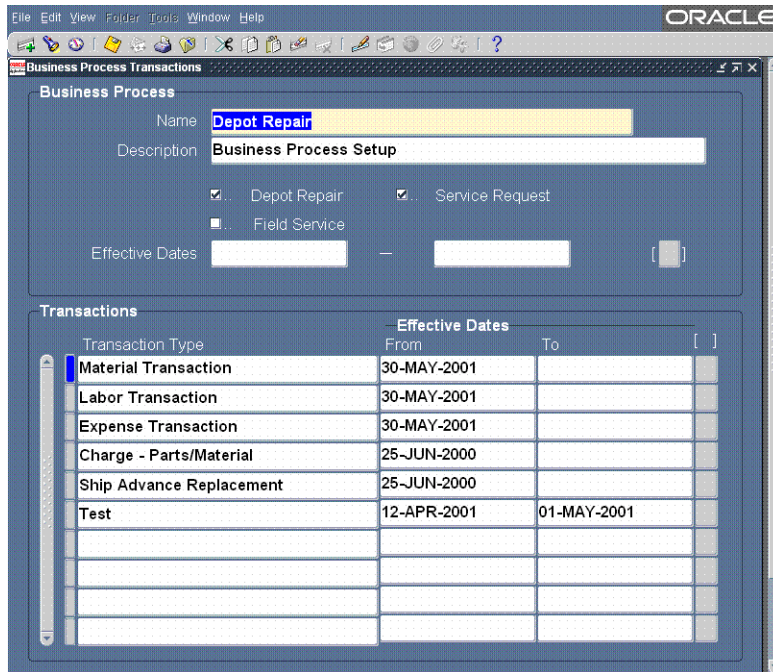 File Edit View Folder Tools Window Help
ORACLE
?
Business Process Transactions
Business Process
Name Depot Repair
Description Business Process Setup
.. Depot Repair .. Service Request
.. Field Service
Effective Dates — [ ]
Transactions
Effective Dates
Transaction Type From To [ ]
Material Transaction 30-MAY-2001
Labor Transaction 30-MAY-2001
Expense Transaction 30-MAY-2001
Charge - Parts/Material 25-JUN-2000
Ship Advance Replacement 25-JUN-2000
Test 12-APR-2001 01-MAY-2001